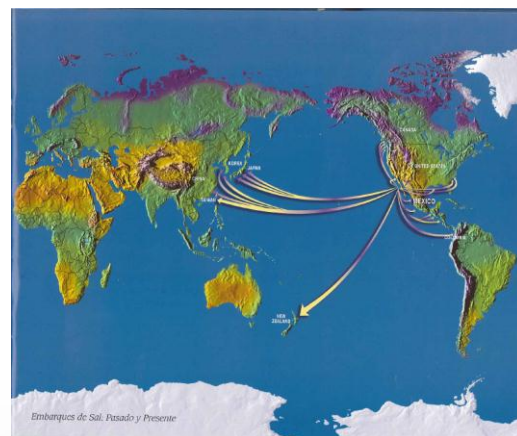 CANADA
UNITED STATES
KOREA
JAPAN
TAIWAN
MEXICO
NEW
ZEALAND
Embarques de Sal: Pasado y Presente